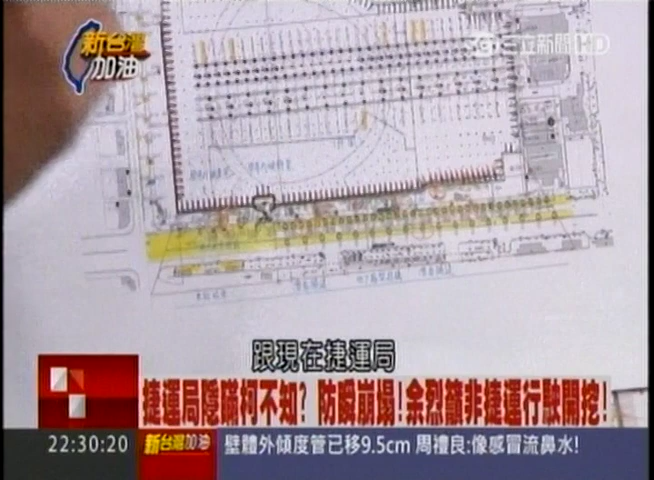 新台灣
加油
三立新聞HD
跟現在捷運局
捷運局隱瞞柯不知? 防瞬崩塌!余烈籲非捷運行駛開挖!
22:30:20 新台灣加油 壁體外傾度管已移9.5cm 周禮良:像感冒流鼻水!